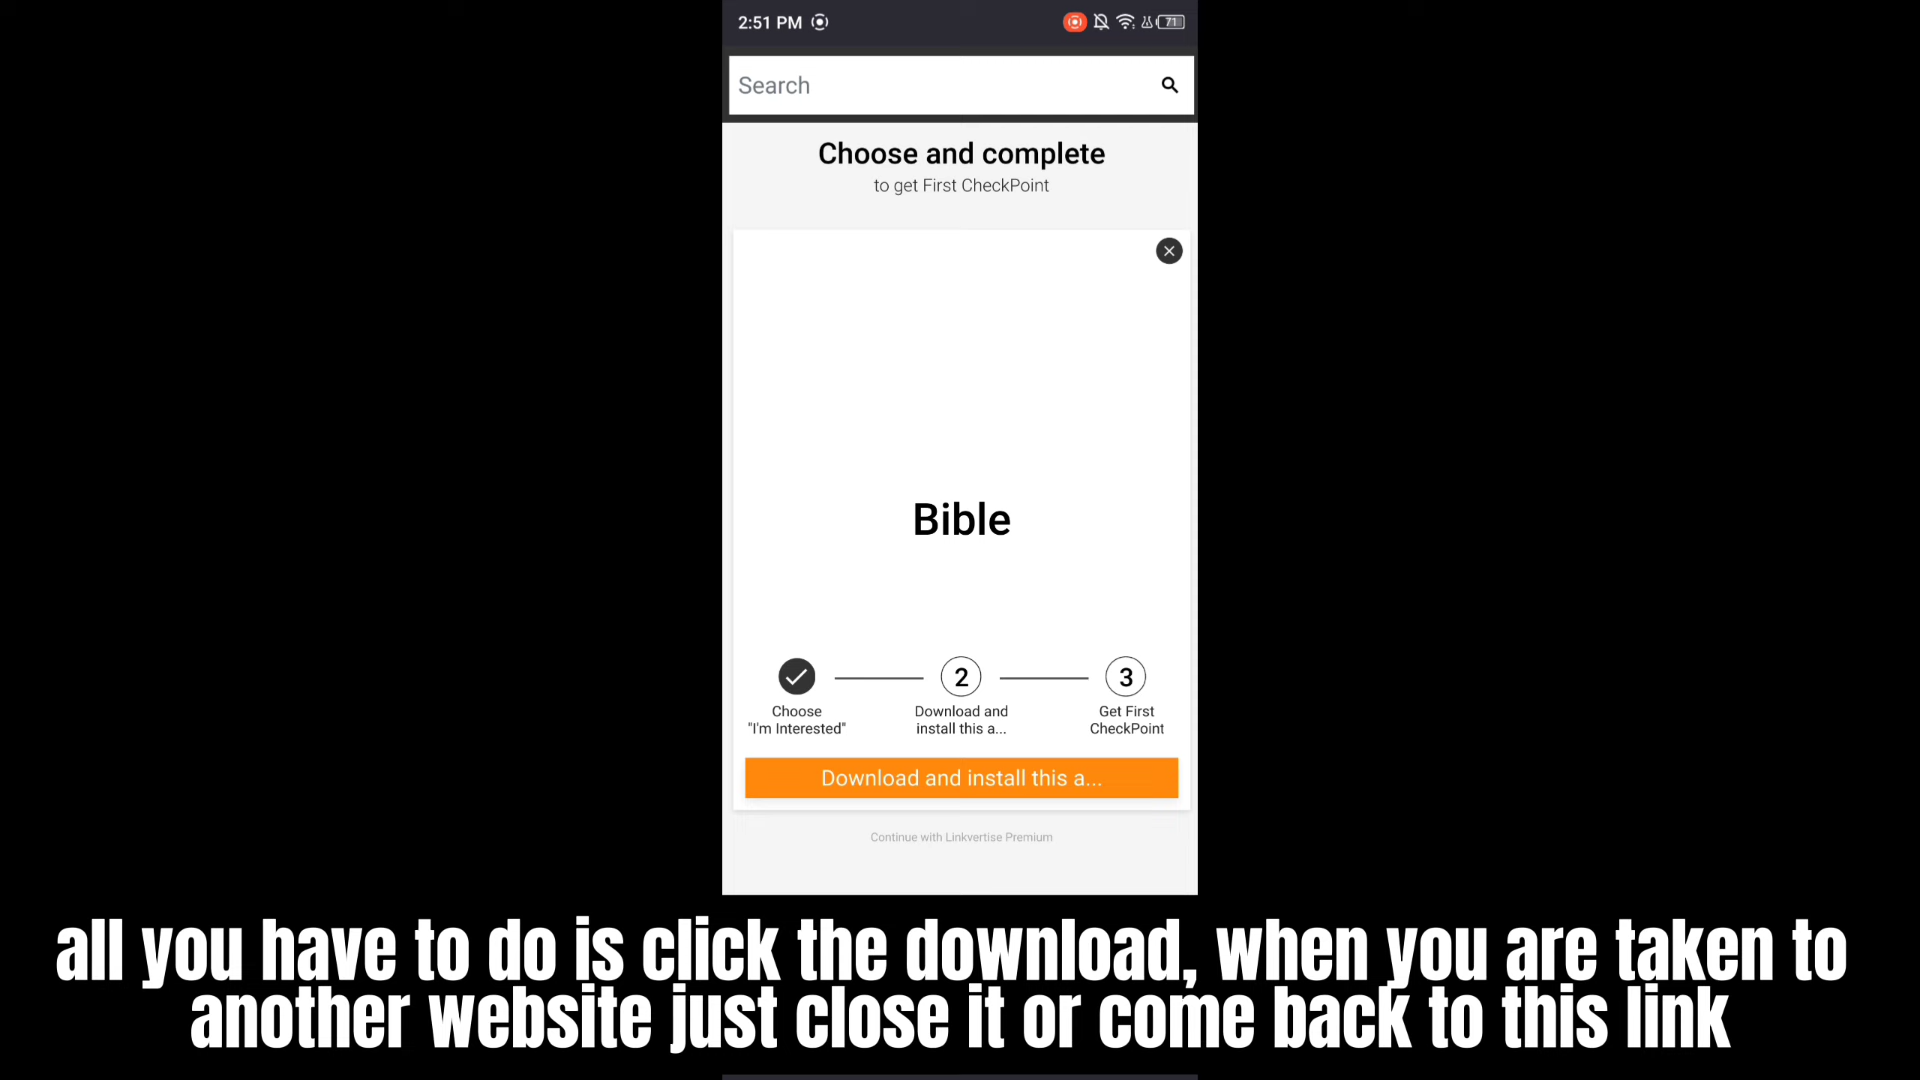 2:51 PM
71
Search
Choose and complete
to get First CheckPoint
Bible
2
3
Choose
"I'm Interested"
Download and
install this a...
Get First
CheckPoint
Download and install this a...
Continue with Linkvertise Premium
all you have to do is click the download, when you are taken to
another website just close it or come back to this link